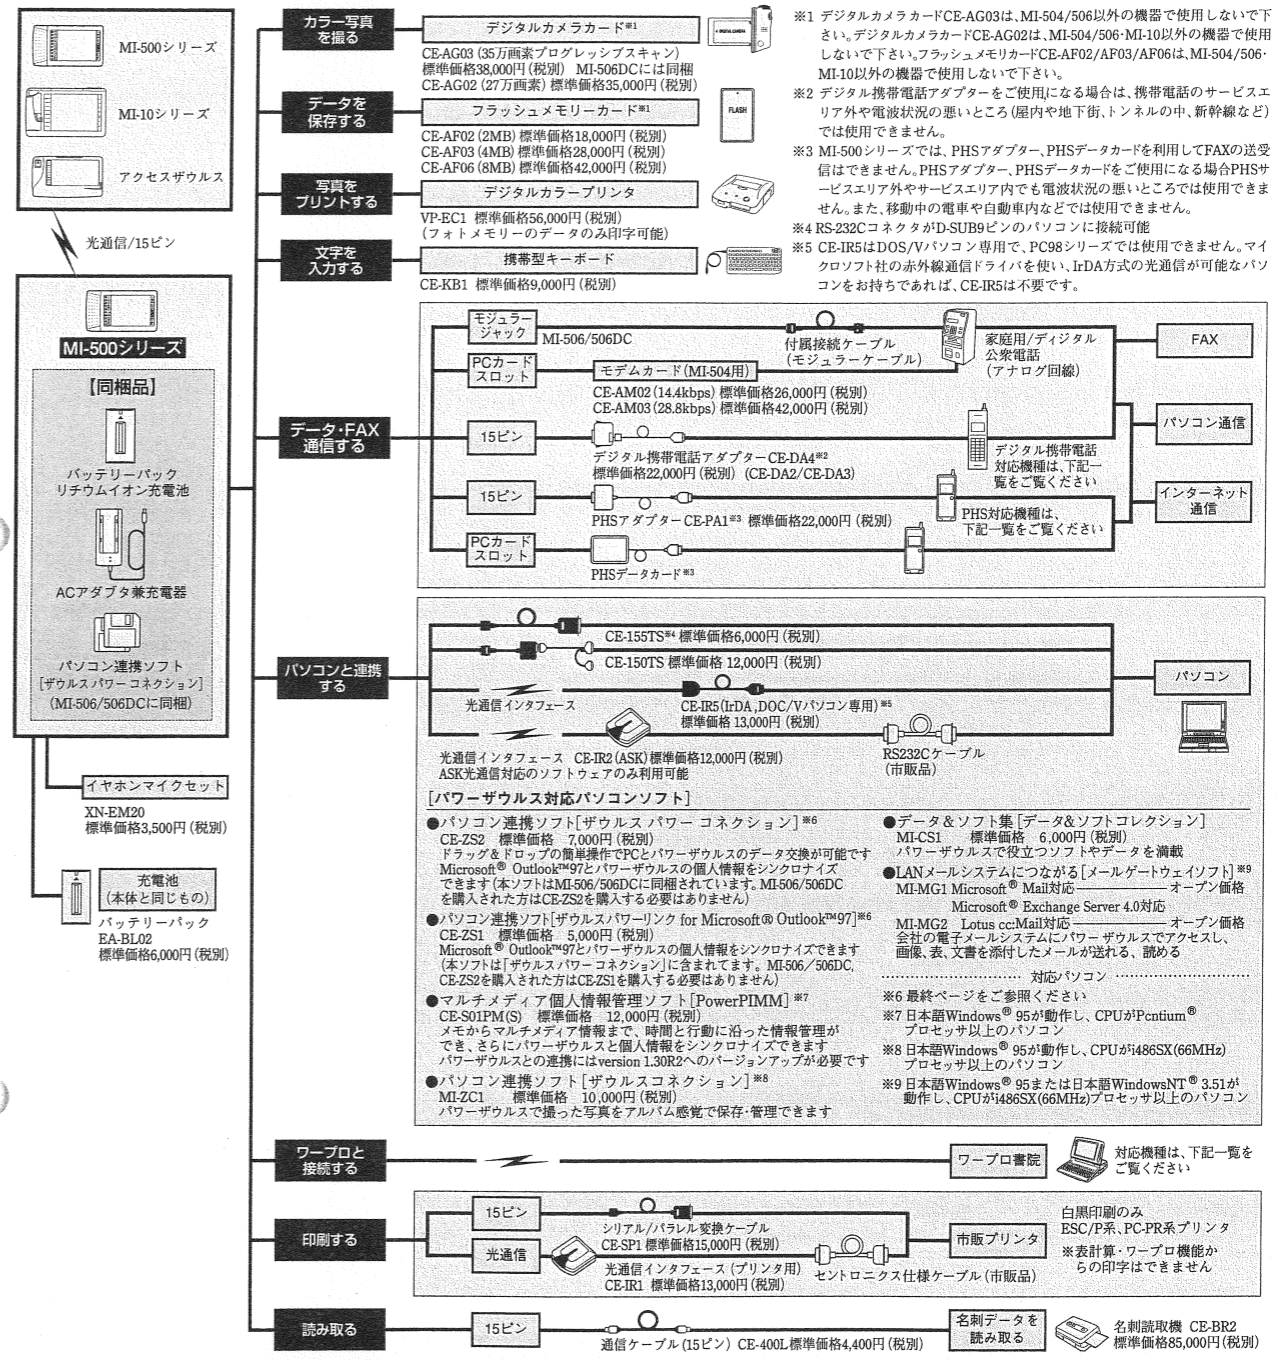 MI-500シリーズ
MI-10シリーズ
アクセスザウルス
光通信/15ピン
MI-500シリーズ
【同梱品】
バッテリーパック
リチウムイオン充電池
ACアダプタ兼充電器
パソコン連携ソフト
[ザウルス パワー コネクション]
(MI-506/506DCに同梱)
イヤホンマイクセット
XN-EM20
標準価格3,500円(税別)
充電池
(本体と同じもの)
バッテリーパック
EA-BL02
標準価格6,000円(税別)
カラー写真
を撮る
デジタルカメラカード※1
CE-AG03 (35万画素プログレッシブスキャン)
標準価格38,000円(税別) MI-506DCには同梱
CE-AG02 (27万画素) 標準価格35,000円(税別)
DIGITAL CAMERA
データを
保存する
フラッシュメモリーカード※1
CE-AF02 (2MB) 標準価格18,000円(税別)
CE-AF03 (4MB) 標準価格28,000円(税別)
CE-AF06 (8MB) 標準価格42,000円(税別)
FLASH
写真を
プリントする
デジタルカラープリンタ
VP-EC1 標準価格56,000円(税別)
(フォトメモリーのデータのみ印字可能)
文字を
入力する
携帯型キーボード
CE-KB1 標準価格9,000円(税別)
※1 デジタルカメラカードCE-AG03は、MI-504/506以外の機器で使用しないで下
さい。デジタルカメラカードCE-AG02は、MI-504/506・MI-10以外の機器で使用
しないで下さい。フラッシュメモリカードCE-AF02/AF03/AF06は、MI-504/506・
MI-10以外の機器で使用しないで下さい。
※2 デジタル携帯電話アダプターをご使用になる場合は、携帯電話のサービスエ
リア外や電波状況の悪いところ(屋内や地下街、トンネルの中、新幹線など)
では使用できません。
※3 MI-500シリーズでは、PHSアダプター、PHSデータカードを利用してFAXの送受
信はできません。PHSアダプター、PHSデータカードをご使用になる場合PHSサ
ービスエリア外やサービスエリア内でも電波状況の悪いところでは使用できま
せん。また、移動中の電車や自動車内などでは使用できません。
※4 RS-232CコネクタがD-SUB9ピンのパソコンに接続可能
※5 CE-IR5はDOS/Vパソコン専用で、PC98シリーズでは使用できません。マイ
クロソフト社の赤外線通信ドライバを使い、IrDA方式の光通信が可能なパソ
コンをお持ちであれば、CE-IR5は不要です。
データ・FAX
通信する
モジュラー
ジャック
MI-506/506DC
付属接続ケーブル
(モジュラーケーブル)
家庭用/ディジタル
公衆電話
(アナログ回線)
FAX
PCカード
スロット
モデムカード(MI-504用)
CE-AM02 (14.4kbps) 標準価格26,000円(税別)
CE-AM03 (28.8kbps) 標準価格42,000円(税別)
15ピン
デジタル携帯電話アダプターCE-DA4※2
標準価格22,000円(税別) (CE-DA2/CE-DA3)
デジタル携帯電話
対応機種は、下記一
覧をご覧ください
パソコン通信
15ピン
PHSアダプター CE-PA1※3 標準価格22,000円(税別)
PHS対応機種は、
下記一覧をご覧ください
インターネット
通信
PCカード
スロット
PHSデータカード※3
パソコンと連携
する
CE-155TS※4 標準価格6,000円(税別)
CE-150TS 標準価格 12,000円(税別)
光通信インタフェース
CE-IR5(IrDA ,DOC/Vパソコン専用)※5
標準価格 13,000円(税別)
パソコン
光通信インタフェース CE-IR2 (ASK) 標準価格12,000円(税別)
ASK光通信対応のソフトウェアのみ利用可能
RS232Cケーブル
(市販品)
[パワーザウルス対応パソコンソフト]
●パソコン連携ソフト[ザウルス パワー コネクション]※6
CE-ZS2 標準価格 7,000円(税別)
ドラッグ＆ドロップの簡単操作でPCとパワーザウルスのデータ交換が可能です
Microsoft® Outlook™97とパワーザウルスの個人情報をシンクロナイズ
できます(本ソフトはMI-506/506DCに同梱されています。MI-506/506DC
を購入された方はCE-ZS2を購入する必要はありません)
●パソコン連携ソフト[ザウルスパワーリンク for Microsoft® Outlook™97]※6
CE-ZS1 標準価格 5,000円(税別)
Microsoft® Outlook™97とパワーザウルスの個人情報をシンクロナイズできます
(本ソフトは「ザウルス パワー コネクション」に含まれてます。MI-506／506DC,
CE-ZS2を購入された方はCE-ZS1を購入する必要はありません)
●マルチメディア個人情報管理ソフト[PowerPIMM]※7
CE-S01PM(S) 標準価格 12,000円(税別)
メモからマルチメディア情報まで、時間と行動に沿った情報管理が
でき、さらにパワーザウルスと個人情報をシンクロナイズできます
パワーザウルスとの連携にはversion 1.30R2へのバージョンアップが必要です
●パソコン連携ソフト[ザウルスコネクション]※8
MI-ZC1 標準価格 10,000円(税別)
パワーザウルスで撮った写真をアルバム感覚で保存・管理できます
●データ＆ソフト集[データ&ソフトコレクション]
MI-CS1 標準価格 6,000円(税別)
パワーザウルスで役立つソフトやデータを満載
●LANメールシステムにつながる[メールゲートウェイソフト]※9
MI-MG1 Microsoft® Mail対応―――オープン価格
Microsoft® Exchange Server 4.0対応
MI-MG2 Lotus cc:Mail対応―――オープン価格
会社の電子メールシステムにパワー ザウルスでアクセスし、
画像、表、文書を添付したメールが送れる、読める
対応パソコン
※6 最終ページをご参照ください
※7 日本語Windows® 95が動作し、CPUがPentium®
プロセッサ以上のパソコン
※8 日本語Windows® 95が動作し、CPUがi486SX(66MHz)
プロセッサ以上のパソコン
※9 日本語Windows® 95または日本語WindowsNT® 3.51が
動作し、CPUがi486SX(66MHz)プロセッサ以上のパソコン
ワープロと
接続する
ワープロ書院
対応機種は、下記一覧を
ご覧ください
印刷する
15ピン
シリアル/パラレル変換ケーブル
CE-SP1 標準価格15,000円(税別)
光通信
光通信インタフェース(プリンタ用)
CE-IR1 標準価格13,000円(税別)
セントロニクス仕様ケーブル(市販品)
市販プリンタ
白黒印刷のみ
ESC/P系、PC-PR系プリンタ
※表計算・ワープロ機能か
らの印字はできません
読み取る
15ピン
通信ケーブル(15ピン) CE-400L標準価格4,400円(税別)
名刺データを
読み取る
名刺読取機 CE-BR2
標準価格85,000円(税別)